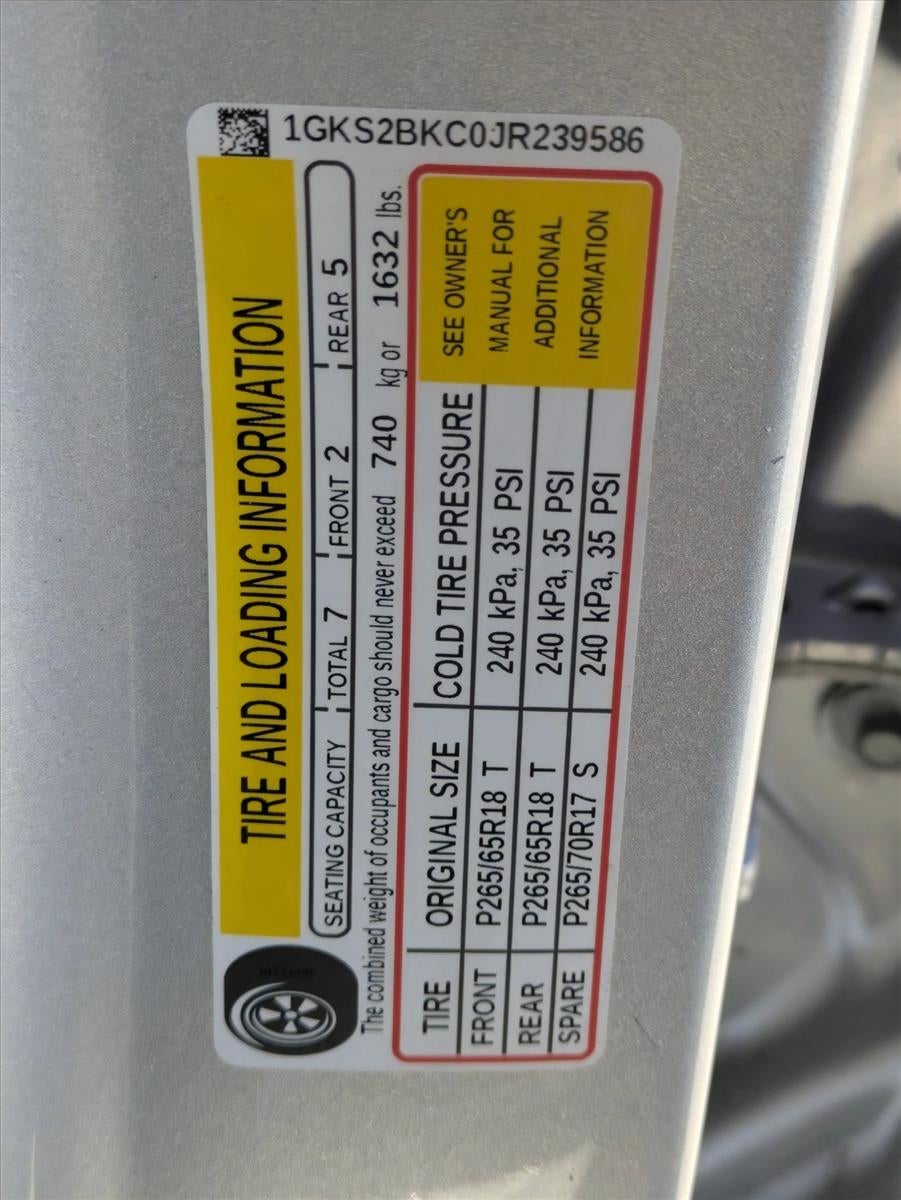 1GKS2BKC0JR239586
TIRE AND LOADING INFORMATION
SEATING CAPACITY TOTAL 7 FRONT 2 REAR 5
The combined weight of occupants and cargo should never exceed 740 kg or 1632 lbs.
TIRE ORIGINAL SIZE COLD TIRE PRESSURE
FRONT P265/65R18 T 240 kPa, 35 PSI
REAR P265/65R18 T 240 kPa, 35 PSI
SPARE P265/70R17 S 240 kPa, 35 PSI
SEE OWNER'S
MANUAL FOR
ADDITIONAL
INFORMATION